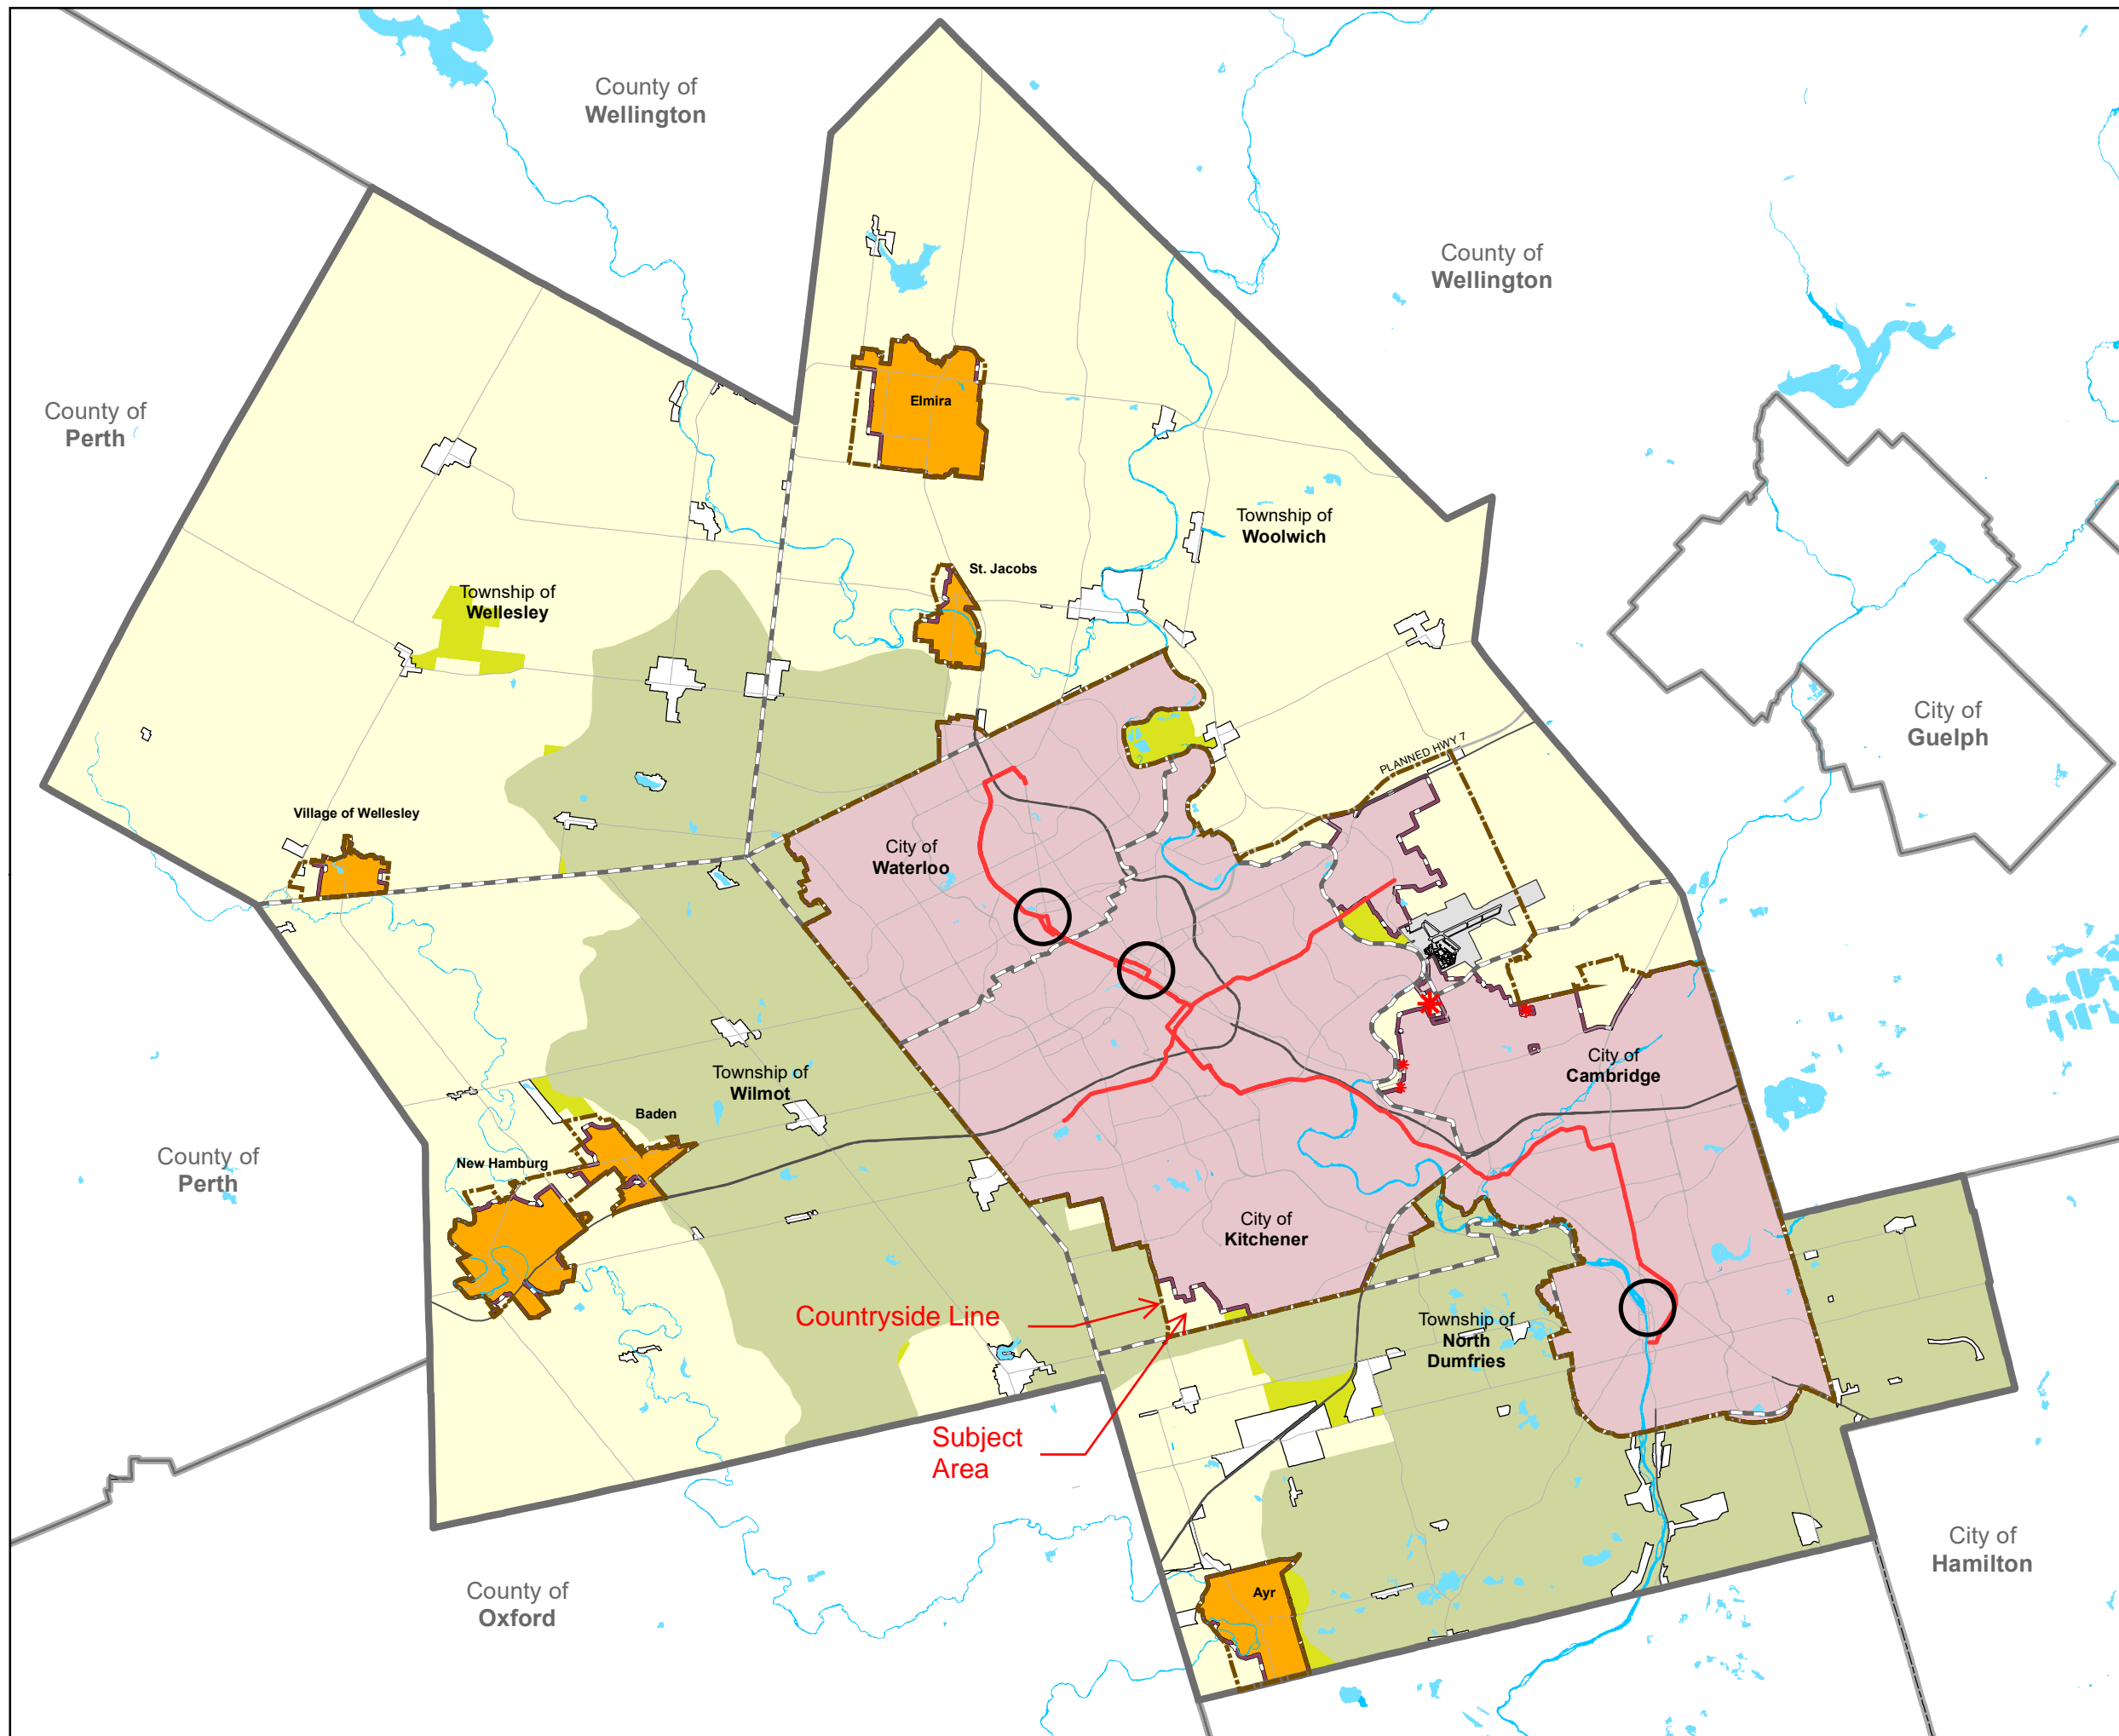 County of
Wellington
County of
Wellington
County of
Perth
Elmira
Township of
Woolwich
St. Jacobs
Township of
Wellesley
City of
Guelph
PLANNED HWY 7
Village of Wellesley
City of
Waterloo
City of
Cambridge
Township of
Wilmot
Baden
New Hamburg
County of
Perth
City of
Kitchener
Countryside Line
Township of
North
Dumfries
Subject
Area
City of
Hamilton
County of
Oxford
Ayr